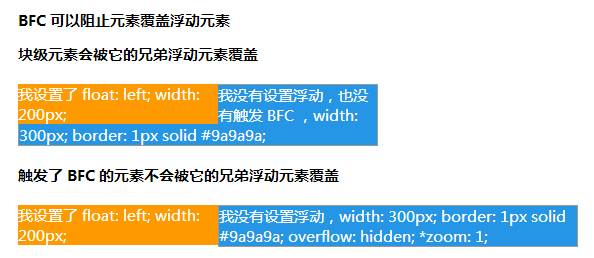 BFC 可以阻止元素覆盖浮动元素
块级元素会被它的兄弟浮动元素覆盖
我设置了 float: left; width:
200px;
我没有设置浮动，也没
有触发 BFC ，width:
300px; border: 1px solid #9a9a9a;
触发了 BFC 的元素不会被它的兄弟浮动元素覆盖
我设置了 float: left; width:
200px;
我没有设置浮动，width: 300px; border: 1px solid
#9a9a9a; overflow: hidden; *zoom: 1;